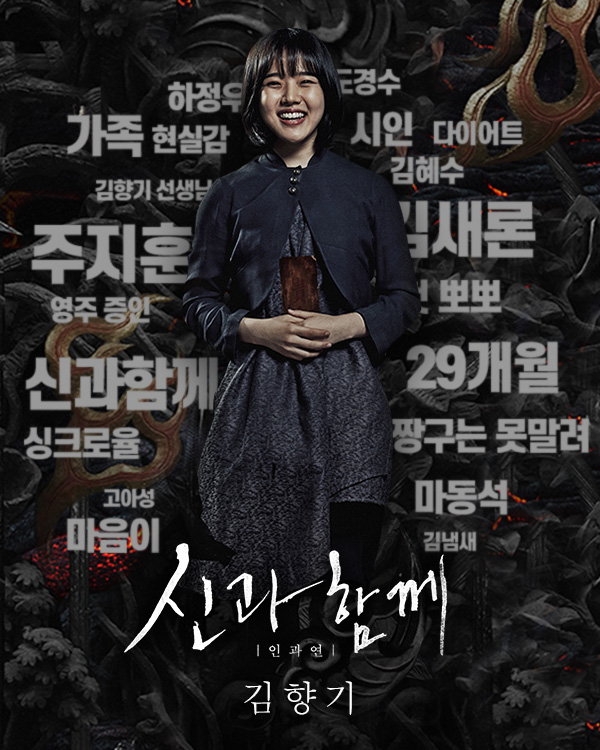 하정우
도경수
가족 현실감
시인 다이어트
김혜수
김향기 선생님
주지훈
김새론
영주 증인
첫 뽀뽀
신과함께
29개월
싱크로율
짱구는 못말려
고아성
마동석
마음이
김냄새
신과함께
|인과연|
김향기